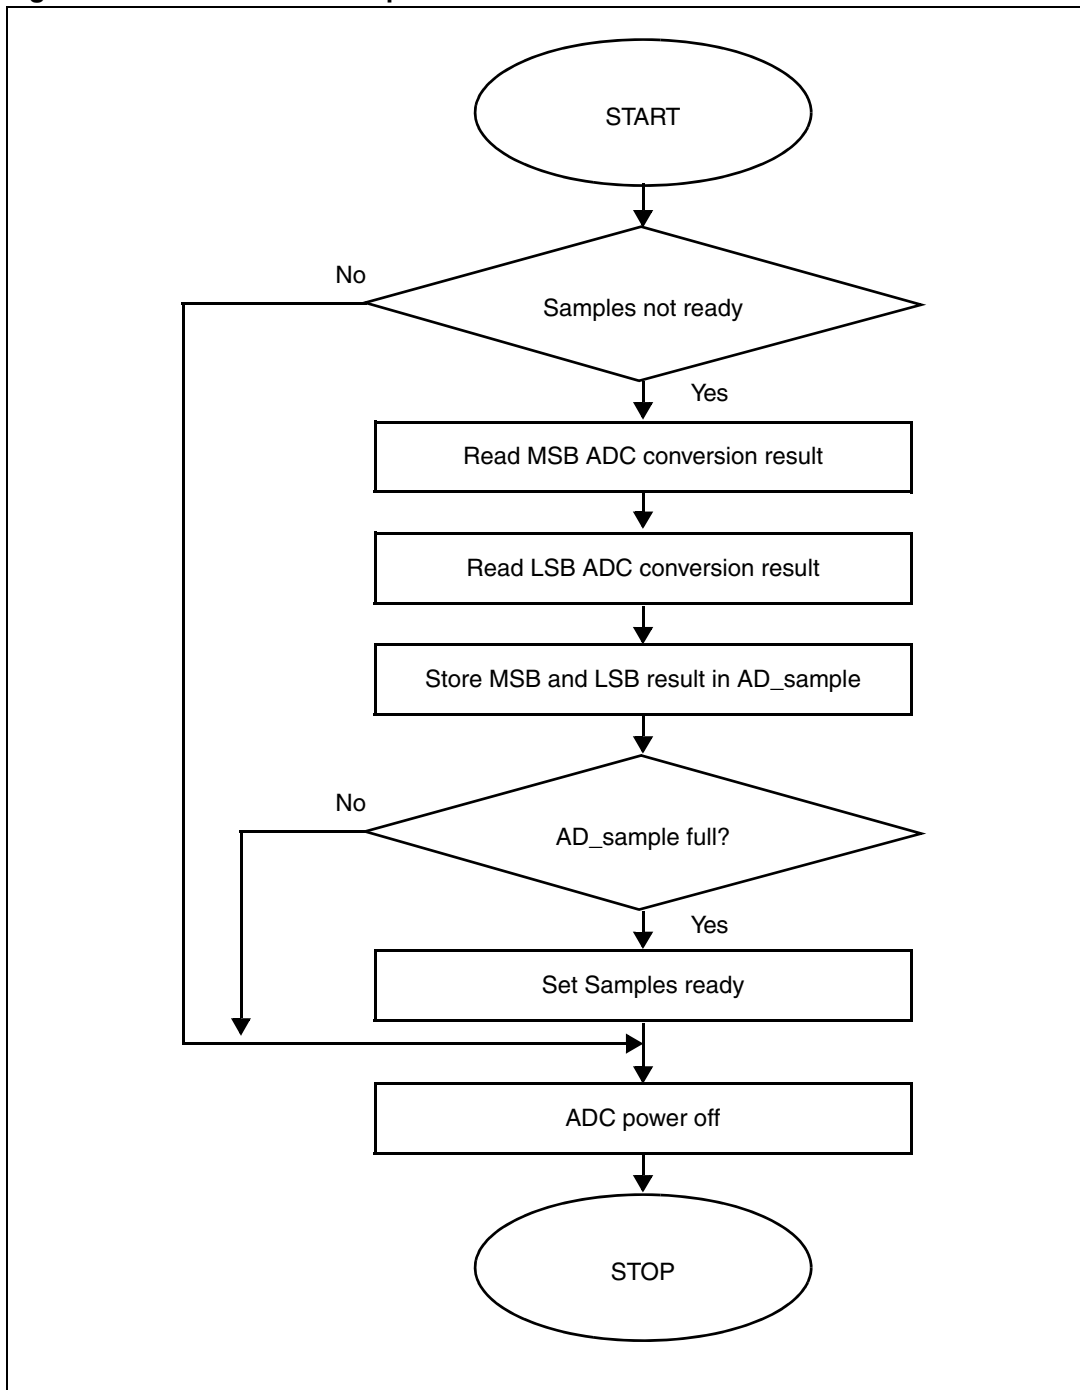 START
No
Samples not ready
Yes
Read MSB ADC conversion result
Read LSB ADC conversion result
Store MSB and LSB result in AD_sample
No
AD_sample full?
Yes
Set Samples ready
ADC power off
STOP